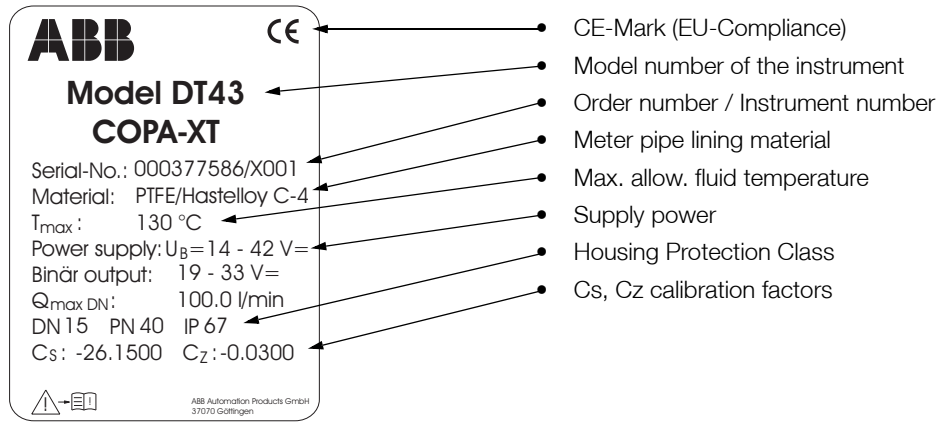 ABB CE
Model DT43
COPA-XT
Serial-No.: 000377586/X001
Material: PTFE/Hastelloy C-4
Tmax : 130 °C
Power supply: UB=14 - 42 V=
Binär output: 19 - 33 V=
Qmax DN : 100.0 l/min
DN 15 PN 40 IP 67
Cs : -26.1500 Cz : -0.0300
ABB Automation Products GmbH
37070 Göttingen
CE-Mark (EU-Compliance)
Model number of the instrument
Order number / Instrument number
Meter pipe lining material
Max. allow. fluid temperature
Supply power
Housing Protection Class
Cs, Cz calibration factors